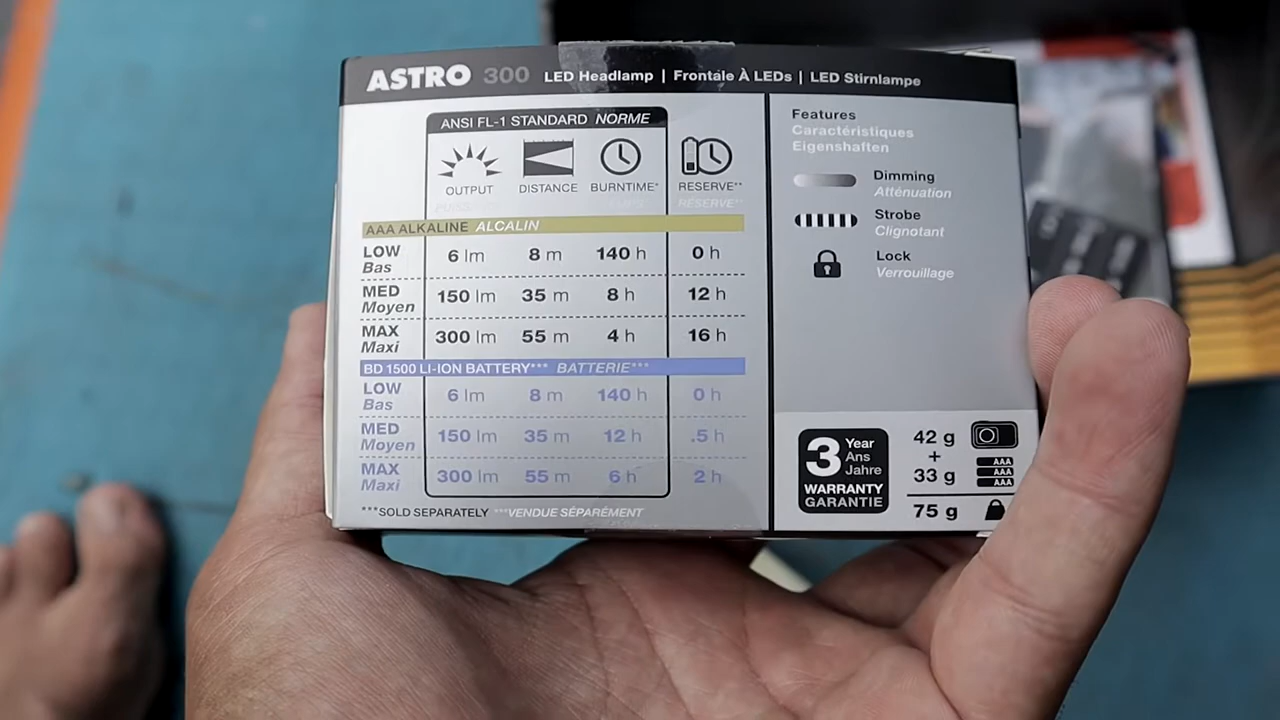 ASTRO 300 LED Headlamp | Frontale À LEDs | LED Stirnlampe
ANSI FL-1 STANDARD NORME
OUTPUT DISTANCE BURNTIME* RESERVE**
RÉSERVE**
AAA ALKALINE ALCALIN
LOW 6 lm 8 m 140 h 0 h
Bas
MED 150 lm 35 m 8 h 12 h
Moyen
MAX 300 lm 55 m 4 h 16 h
Maxi
BD 1500 LI-ION BATTERY*** BATTERIE***
LOW 6 lm 8 m 140 h 0 h
Bas
MED 150 lm 35 m 12 h .5 h
Moyen
MAX 300 lm 55 m 6 h 2 h
Maxi
***SOLD SEPARATELY ***VENDUE SÉPARÉMENT
Features
Caractéristiques
Eigenshaften
Dimming
Atténuation
Strobe
Clignotant
Lock
Verrouillage
3 Year
Ans
Jahre
WARRANTY
GARANTIE
42 g
+
33 g AAA
AAA
AAA
75 g